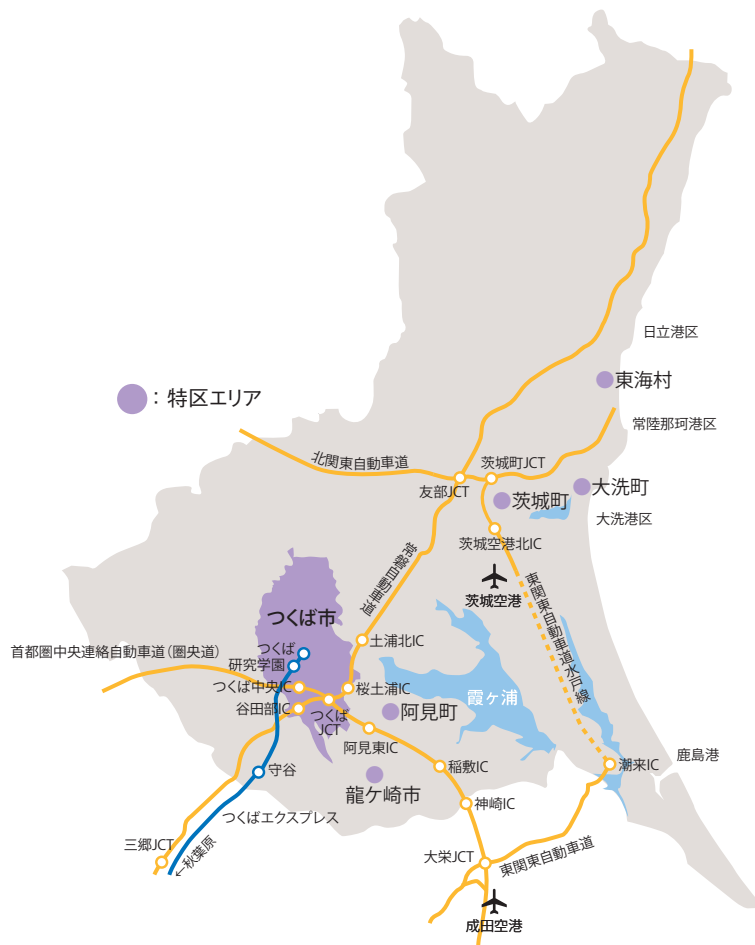 日立港区
東海村
：特区エリア
常陸那珂港区
北関東自動車道
茨城町JCT
友部JCT
大洗町
茨城町
大洗港区
茨城空港北IC
常磐自動車道
東関東自動車道水戸線
茨城空港
つくば市
土浦北IC
つくば
首都圏中央連絡自動車道（圏央道）
研究学園
つくば中央IC
桜土浦IC
霞ヶ浦
谷田部IC
つくば
JCT
阿見町
阿見東IC
鹿島港
潮来IC
守谷
稲敷IC
龍ケ崎市
神崎IC
つくばエクスプレス
三郷JCT
←秋葉原
大栄JCT
東関東自動車道
成田空港